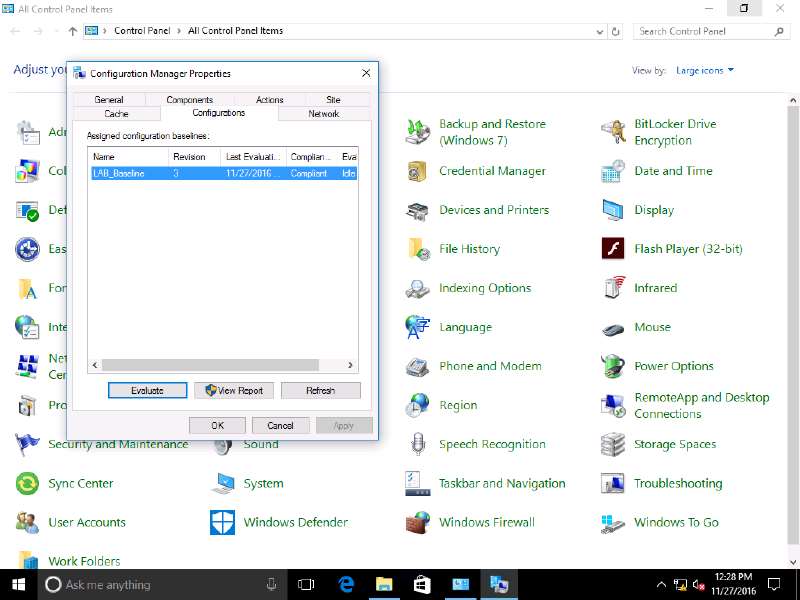 All Control Panel Items
Control Panel > All Control Panel Items
Search Control Panel
Adjust you
View by: Large icons
Configuration Manager Properties
General Components Actions Site
Cache Configurations Network
Assigned configuration baselines:
Name Revision Last Evaluati... Complian... Eva
LAB_Baseline 3 11/27/2016 ... Compliant Idle
Evaluate View Report Refresh
OK Cancel Apply
Adr
Col
Def
Eas
Fon
Inte
Net
Cen
Pro
Security and Maintenance
Sound
Sync Center
System
User Accounts
Windows Defender
Work Folders
Backup and Restore
(Windows 7)
BitLocker Drive
Encryption
Credential Manager
Date and Time
Devices and Printers
Display
File History
Flash Player (32-bit)
Indexing Options
Infrared
Language
Mouse
Phone and Modem
Power Options
Region
RemoteApp and Desktop
Connections
Speech Recognition
Storage Spaces
Taskbar and Navigation
Troubleshooting
Windows Firewall
Windows To Go
Ask me anything
12:28 PM
11/27/2016